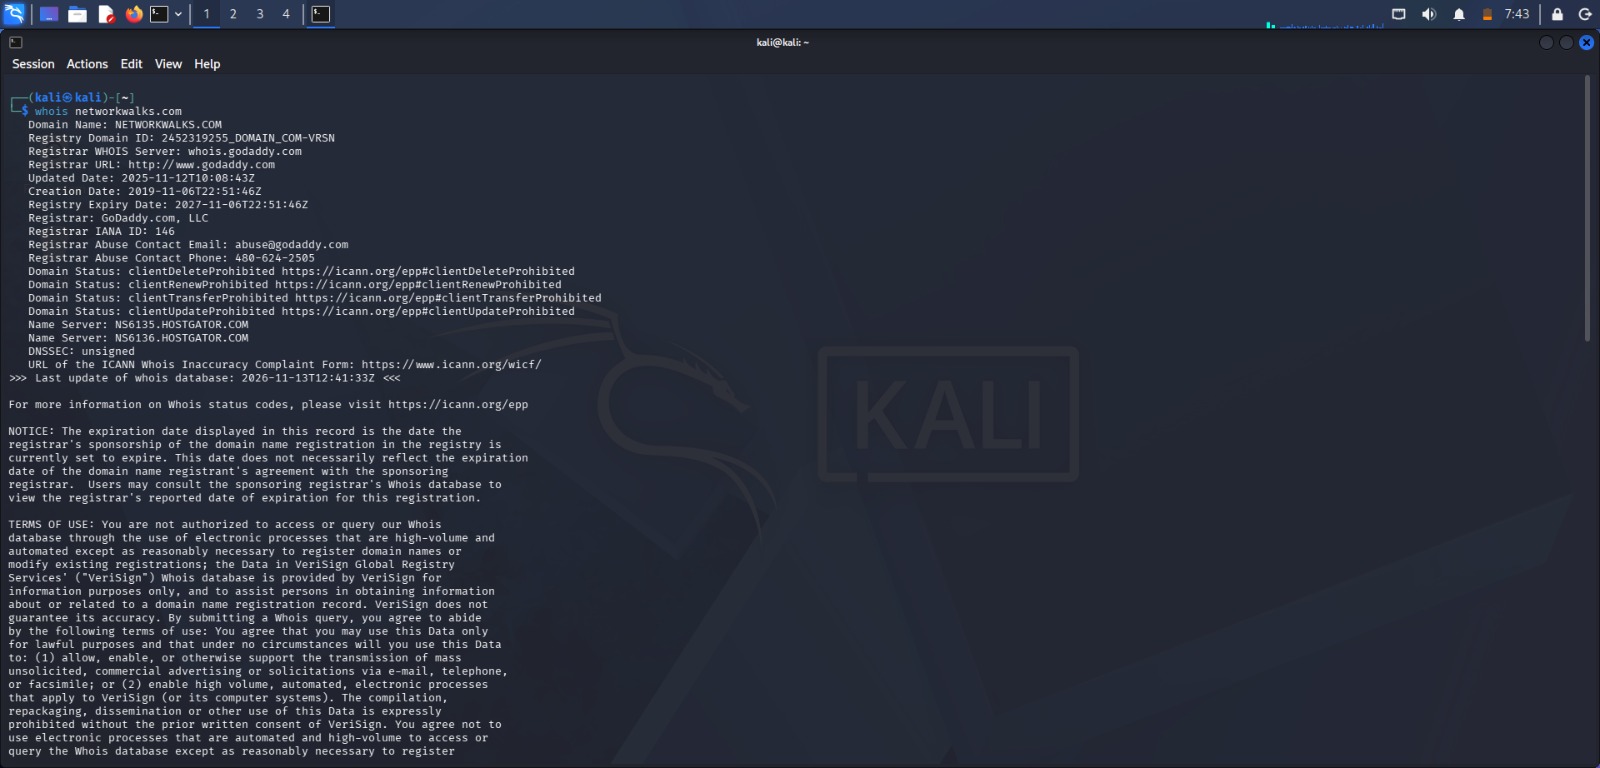 1 2 3 4
7:43
kali@kali: ~
Session Actions Edit View Help
┌──(kali㉿kali)-[~]
└─$ whois networkwalks.com
Domain Name: NETWORKWALKS.COM
Registry Domain ID: 2452319255_DOMAIN_COM-VRSN
Registrar WHOIS Server: whois.godaddy.com
Registrar URL: http://www.godaddy.com
Updated Date: 2025-11-12T10:08:43Z
Creation Date: 2019-11-06T22:51:46Z
Registry Expiry Date: 2027-11-06T22:51:46Z
Registrar: GoDaddy.com, LLC
Registrar IANA ID: 146
Registrar Abuse Contact Email: abuse@godaddy.com
Registrar Abuse Contact Phone: 480-624-2505
Domain Status: clientDeleteProhibited https://icann.org/epp#clientDeleteProhibited
Domain Status: clientRenewProhibited https://icann.org/epp#clientRenewProhibited
Domain Status: clientTransferProhibited https://icann.org/epp#clientTransferProhibited
Domain Status: clientUpdateProhibited https://icann.org/epp#clientUpdateProhibited
Name Server: NS6135.HOSTGATOR.COM
Name Server: NS6136.HOSTGATOR.COM
DNSSEC: unsigned
URL of the ICANN Whois Inaccuracy Complaint Form: https://www.icann.org/wicf/
>>> Last update of whois database: 2026-11-13T12:41:33Z <<<
For more information on Whois status codes, please visit https://icann.org/epp
NOTICE: The expiration date displayed in this record is the date the
registrar's sponsorship of the domain name registration in the registry is
currently set to expire. This date does not necessarily reflect the expiration
date of the domain name registrant's agreement with the sponsoring
registrar.  Users may consult the sponsoring registrar's Whois database to
view the registrar's reported date of expiration for this registration.
TERMS OF USE: You are not authorized to access or query our Whois
database through the use of electronic processes that are high-volume and
automated except as reasonably necessary to register domain names or
modify existing registrations; the Data in VeriSign Global Registry
Services' ("VeriSign") Whois database is provided by VeriSign for
information purposes only, and to assist persons in obtaining information
about or related to a domain name registration record. VeriSign does not
guarantee its accuracy. By submitting a Whois query, you agree to abide
by the following terms of use: You agree that you may use this Data only
for lawful purposes and that under no circumstances will you use this Data
to: (1) allow, enable, or otherwise support the transmission of mass
unsolicited, commercial advertising or solicitations via e-mail, telephone,
or facsimile; or (2) enable high volume, automated, electronic processes
that apply to VeriSign (or its computer systems). The compilation,
repackaging, dissemination or other use of this Data is expressly
prohibited without the prior written consent of VeriSign. You agree not to
use electronic processes that are automated and high-volume to access or
query the Whois database except as reasonably necessary to register
KALI